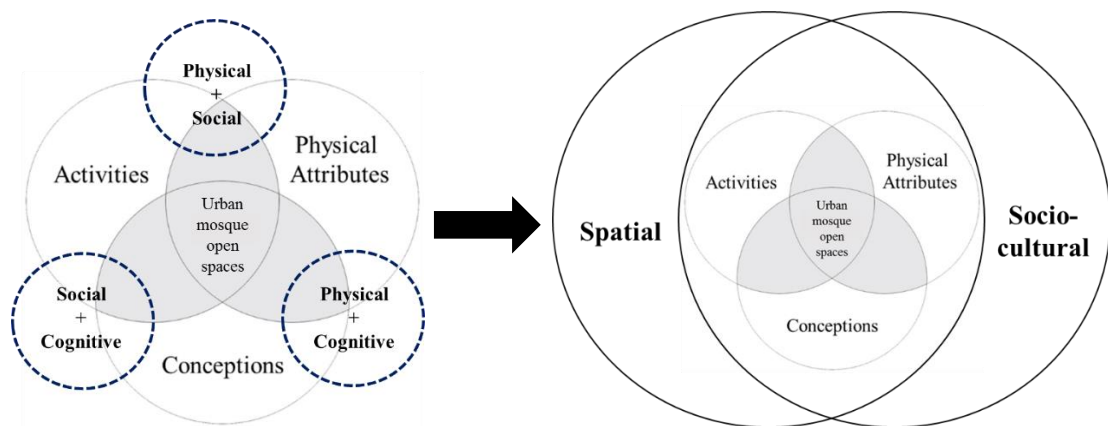 Physical
+
Social
Activities
Physical
Attributes
Urban
mosque
open
spaces
Social
+
Cognitive
Physical
+
Cognitive
Conceptions
Spatial
Activities
Physical
Attributes
Urban
mosque
open
spaces
Conceptions
Socio-
cultural